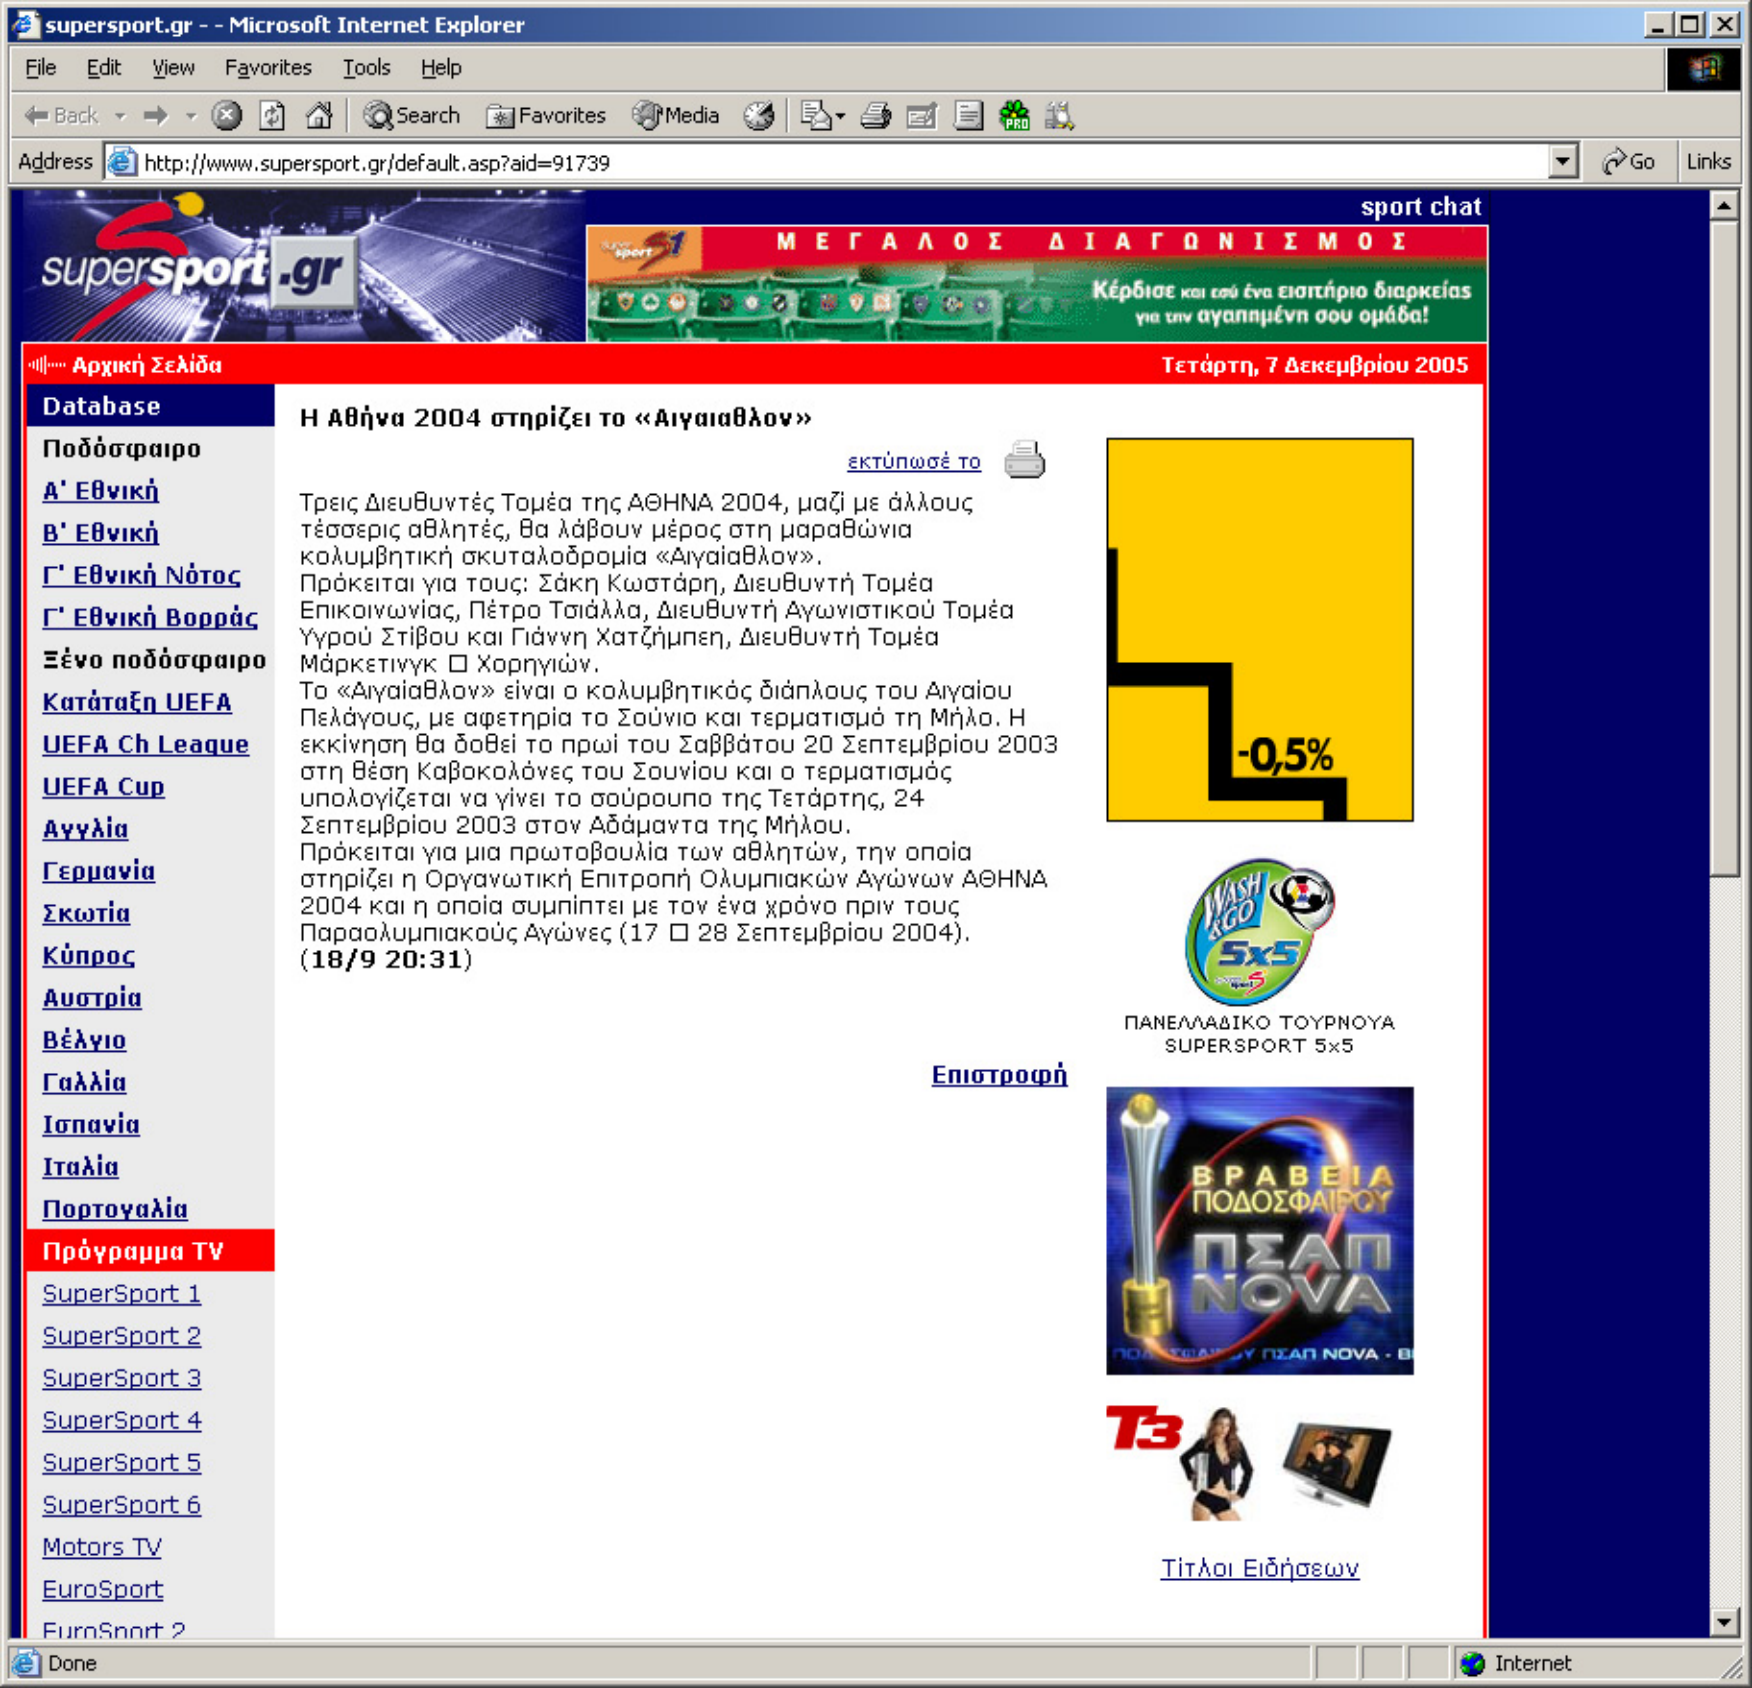 supersport.gr - - Microsoft Internet Explorer
File Edit View Favorites Tools Help
Back Search Favorites Media
Address http://www.supersport.gr/default.asp?aid=91739 Go Links
sport chat
supersport.gr
super sport 1 ΜΕΓΑΛΟΣ ΔΙΑΓΩΝΙΣΜΟΣ
Κέρδισε και εσύ ένα εισιτήριο διαρκείας
για την αγαπημένη σου ομάδα!
Αρχική Σελίδα Τετάρτη, 7 Δεκεμβρίου 2005
Database
Ποδόσφαιρο
Α' Εθνική
Β' Εθνική
Γ' Εθνική Νότος
Γ' Εθνική Βορράς
Ξένο ποδόσφαιρο
Κατάταξη UEFA
UEFA Ch League
UEFA Cup
Αγγλία
Γερμανία
Σκωτία
Κύπρος
Αυστρία
Βέλγιο
Γαλλία
Ισπανία
Ιταλία
Πορτογαλία
Πρόγραμμα TV
SuperSport 1
SuperSport 2
SuperSport 3
SuperSport 4
SuperSport 5
SuperSport 6
Motors TV
EuroSport
EuroSport 2
Η Αθήνα 2004 στηρίζει το «Αιγαιαθλον»
εκτύπωσέ το
Τρεις Διευθυντές Τομέα της ΑΘΗΝΑ 2004, μαζί με άλλους
τέσσερις αθλητές, θα λάβουν μέρος στη μαραθώνια
κολυμβητική σκυταλοδρομία «Αιγαίαθλον».
Πρόκειται για τους: Σάκη Κωστάρη, Διευθυντή Τομέα
Επικοινωνίας, Πέτρο Τσιάλλα, Διευθυντή Αγωνιστικού Τομέα
Υγρού Στίβου και Γιάννη Χατζήμπεη, Διευθυντή Τομέα
Μάρκετινγκ □ Χορηγιών.
Το «Αιγαίαθλον» είναι ο κολυμβητικός διάπλους του Αιγαίου
Πελάγους, με αφετηρία το Σούνιο και τερματισμό τη Μήλο. Η
εκκίνηση θα δοθεί το πρωί του Σαββάτου 20 Σεπτεμβρίου 2003
στη θέση Καβοκολόνες του Σουνίου και ο τερματισμός
υπολογίζεται να γίνει το σούρουπο της Τετάρτης, 24
Σεπτεμβρίου 2003 στον Αδάμαντα της Μήλου.
Πρόκειται για μια πρωτοβουλία των αθλητών, την οποία
στηρίζει η Οργανωτική Επιτροπή Ολυμπιακών Αγώνων ΑΘΗΝΑ
2004 και η οποία συμπίπτει με τον ένα χρόνο πριν τους
Παραολυμπιακούς Αγώνες (17 □ 28 Σεπτεμβρίου 2004).
(18/9 20:31)
Επιστροφή
-0,5%
WASH & GO
5x5
ΠΑΝΕΛΛΑΔΙΚΟ ΤΟΥΡΝΟΥΑ
SUPERSPORT 5x5
ΒΡΑΒΕΙΑ
ΠΟΔΟΣΦΑΙΡΟΥ
ΠΣΑΠ
NOVA
T3
Τίτλοι Ειδήσεων
Done Internet